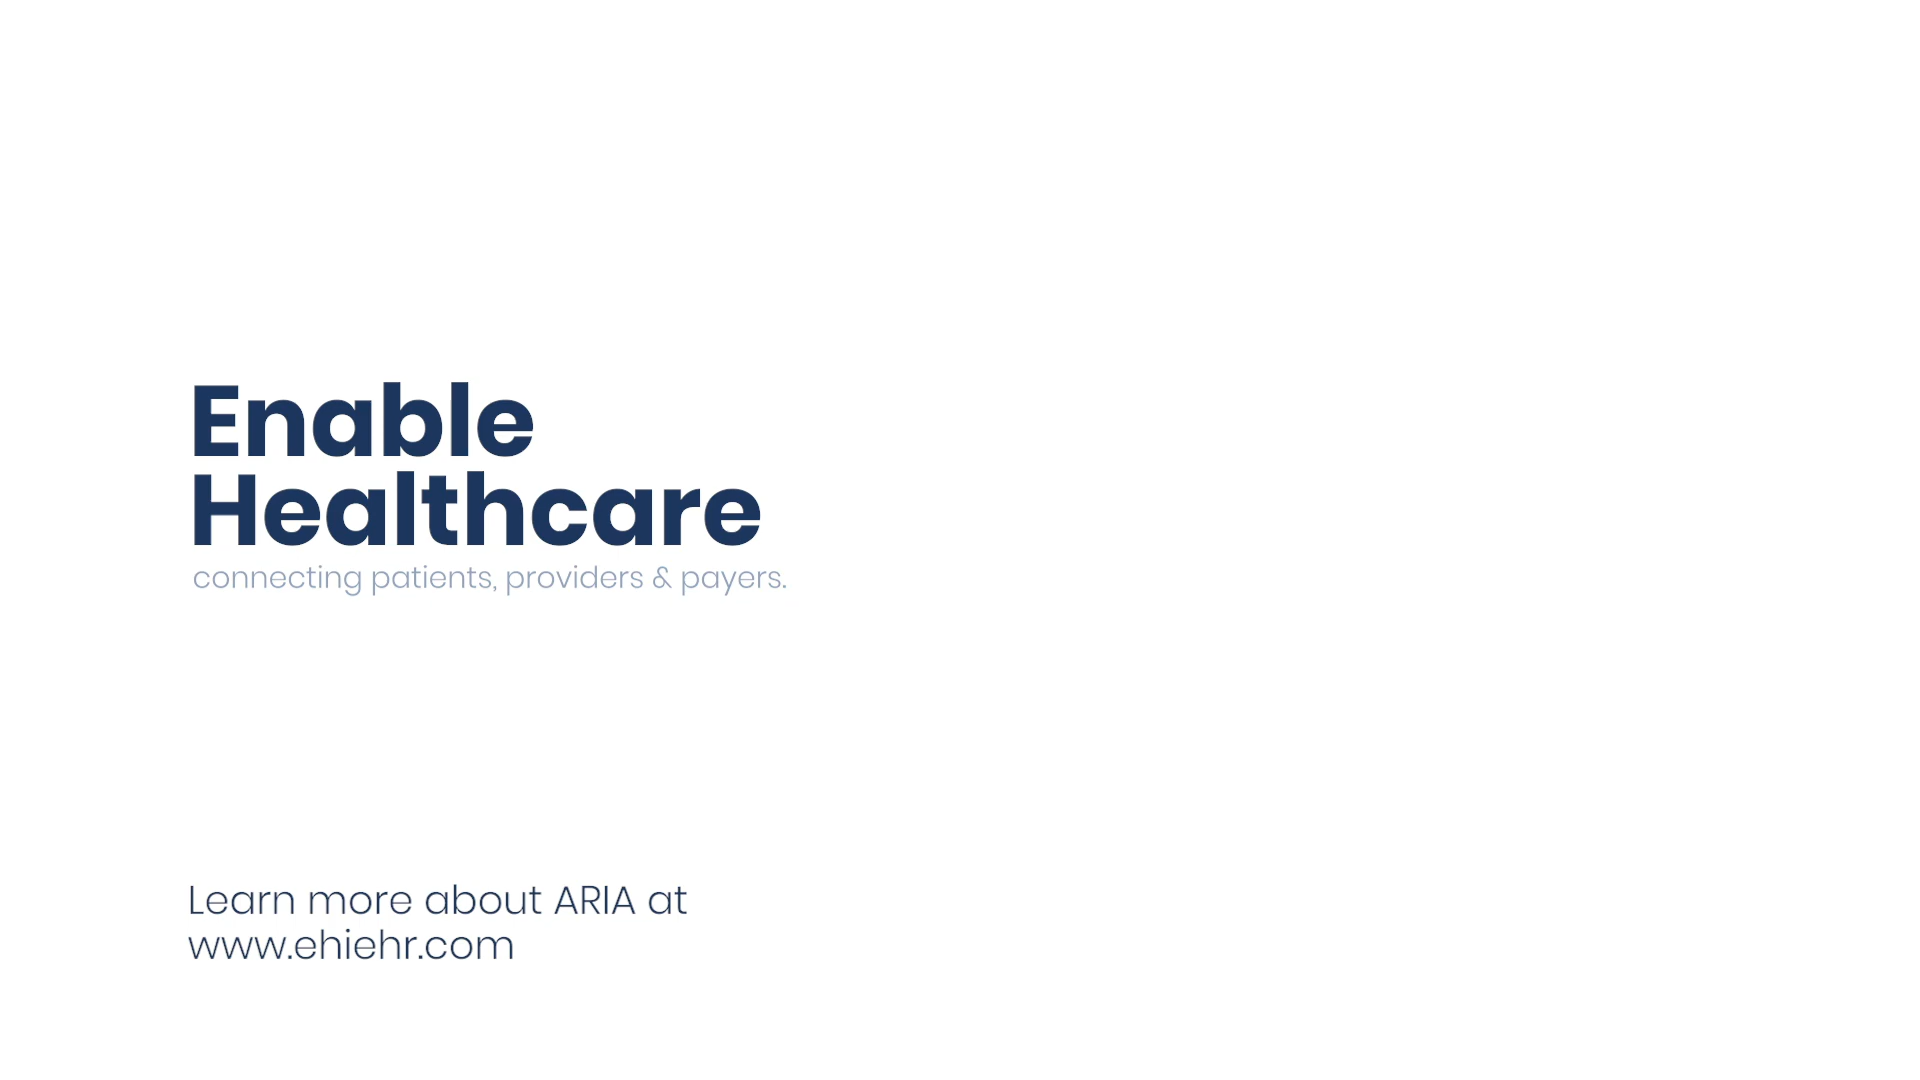 Enable
Healthcare
connecting patients, providers & payers.
Learn more about ARIA at
www.ehiehr.com